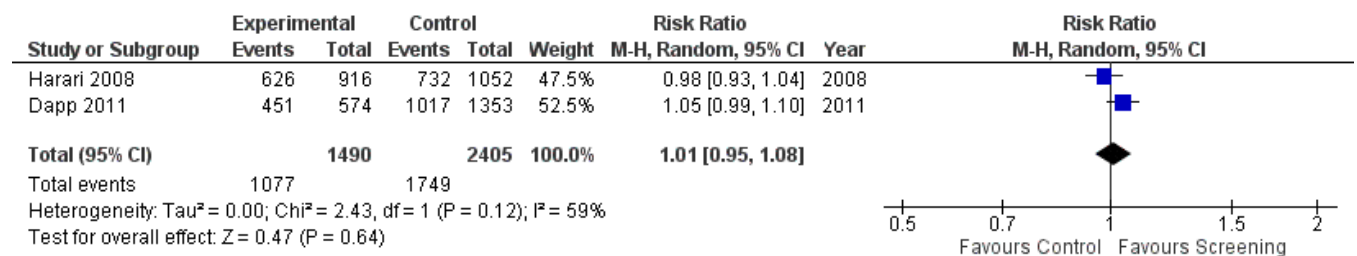 Experimental Control Risk Ratio Risk Ratio
Study or Subgroup Events Total Events Total Weight M-H, Random, 95% CI Year M-H, Random, 95% CI
Harari 2008 626 916 732 1052 47.5% 0.98 [0.93, 1.04] 2008
Dapp 2011 451 574 1017 1353 52.5% 1.05 [0.99, 1.10] 2011
Total (95% CI) 1490 2405 100.0% 1.01 [0.95, 1.08]
Total events 1077 1749
Heterogeneity: Tau² = 0.00; Chi² = 2.43, df = 1 (P = 0.12); I² = 59%
Test for overall effect: Z = 0.47 (P = 0.64)
0.5 0.7 1 1.5 2
Favours Control Favours Screening